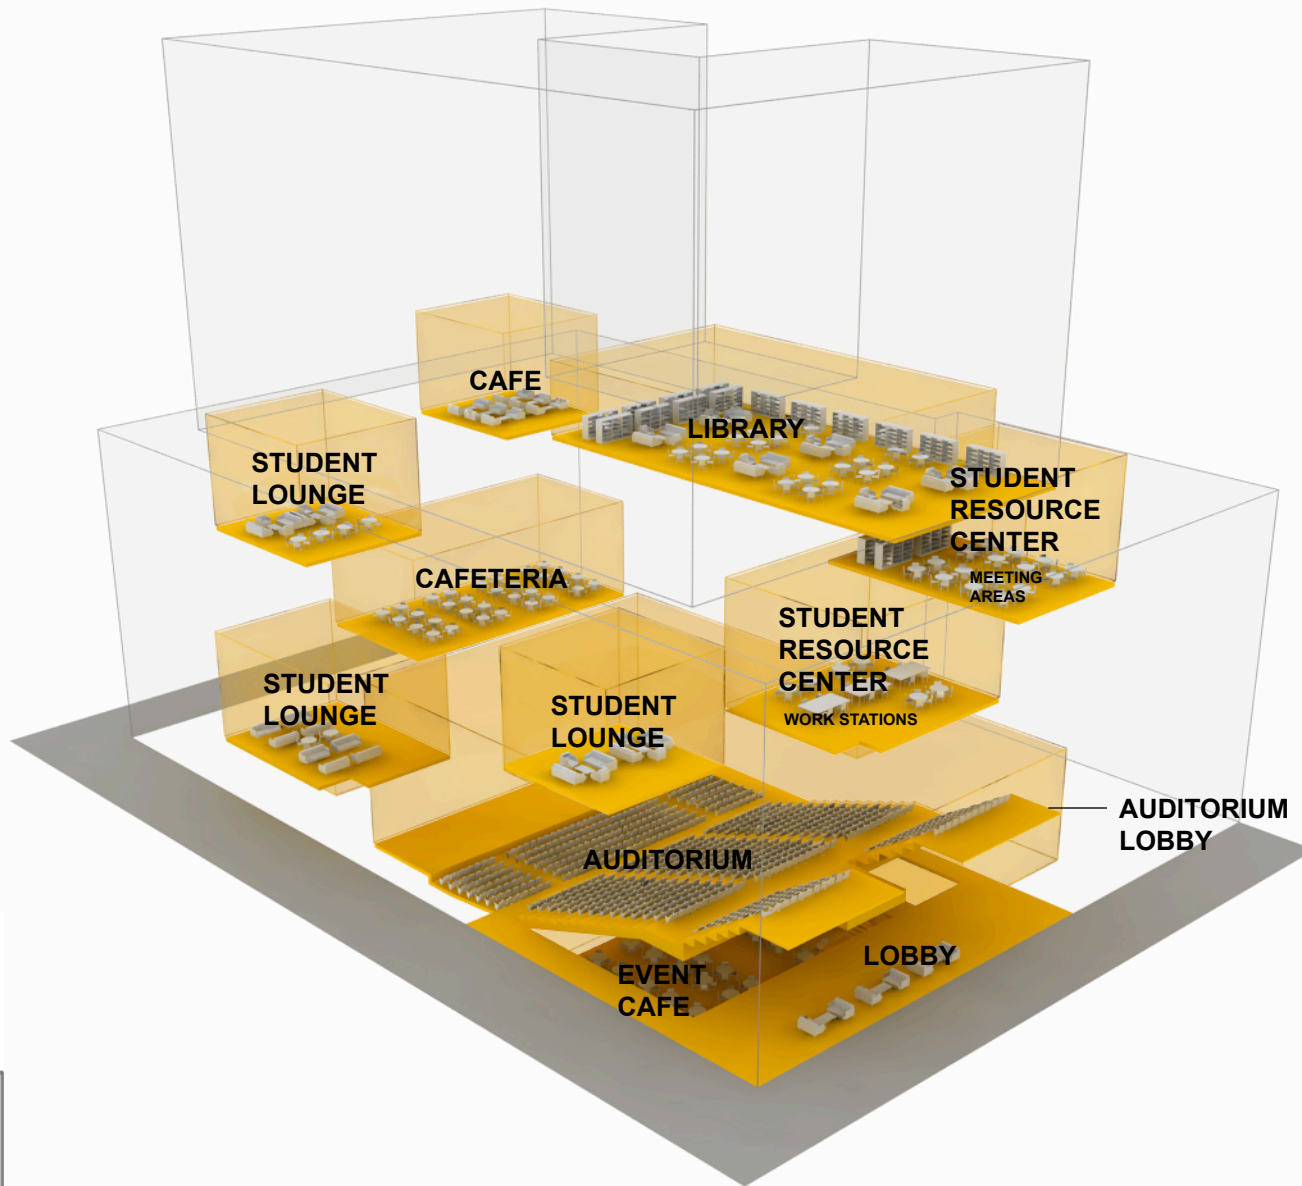 CAFE
LIBRARY
STUDENT
LOUNGE
STUDENT
RESOURCE
CENTER
MEETING
AREAS
CAFETERIA
STUDENT
RESOURCE
CENTER
WORK STATIONS
STUDENT
LOUNGE
STUDENT
LOUNGE
AUDITORIUM
LOBBY
AUDITORIUM
LOBBY
EVENT
CAFE